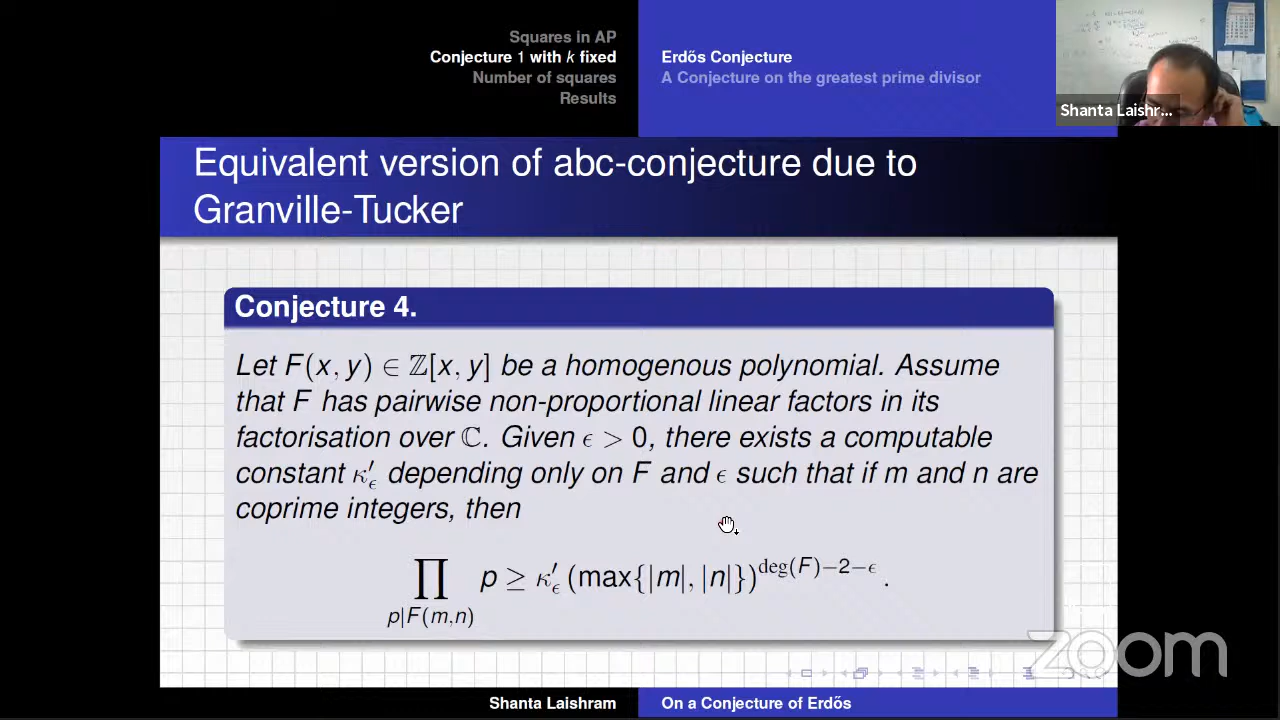 Squares in AP
Conjecture 1 with k fixed
Number of squares
Results
Erdős Conjecture
A Conjecture on the greatest prime divisor
Shanta Laishr...
Equivalent version of abc-conjecture due to
Granville-Tucker
Conjecture 4.
Let F(x, y) ∈ ℤ[x, y] be a homogenous polynomial. Assume
that F has pairwise non-proportional linear factors in its
factorisation over ℂ. Given ϵ > 0, there exists a computable
constant κ′_ϵ depending only on F and ϵ such that if m and n are
coprime integers, then
∏_{p|F(m,n)} p ≥ κ′_ϵ (max{|m|, |n|})^{deg(F)−2−ϵ} .
zoom
Shanta Laishram
On a Conjecture of Erdős